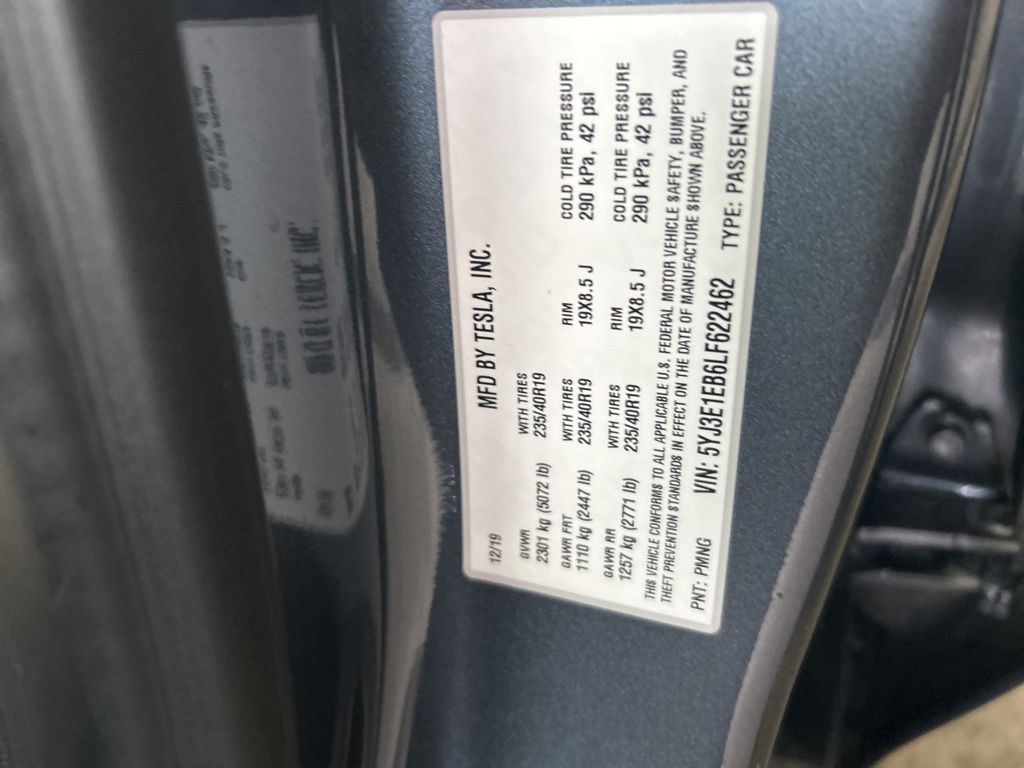 MFD BY TESLA, INC.
12/19
GVWR WITH TIRES
2301 kg (5072 lb) 235/40R19
GAWR FRT WITH TIRES RIM COLD TIRE PRESSURE
1110 kg (2447 lb) 235/40R19 19X8.5 J 290 kPa, 42 psi
GAWR RR WITH TIRES RIM COLD TIRE PRESSURE
1257 kg (2771 lb) 235/40R19 19X8.5 J 290 kPa, 42 psi
THIS VEHICLE CONFORMS TO ALL APPLICABLE U.S. FEDERAL MOTOR VEHICLE SAFETY, BUMPER, AND
THEFT PREVENTION STANDARDS IN EFFECT ON THE DATE OF MANUFACTURE SHOWN ABOVE.
PNT: PMNG VIN: 5YJ3E1EB6LF622462 TYPE: PASSENGER CAR